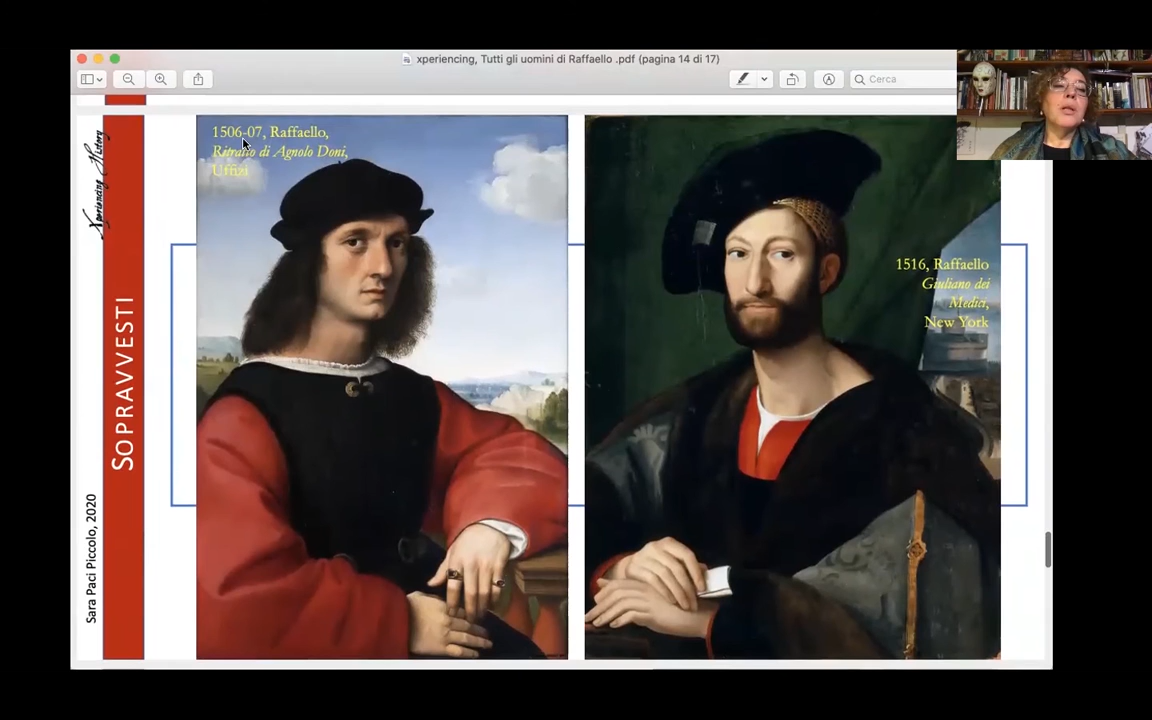 xperiencing, Tutti gli uomini di Raffaello .pdf (pagina 14 di 17)
Cerca
Xperiencing History
SOPRAVVESTI
Sara Paci Piccolo, 2020
1506-07, Raffaello,
Ritratto di Agnolo Doni,
Uffizi
1516, Raffaello
Giuliano dei
Medici,
New York